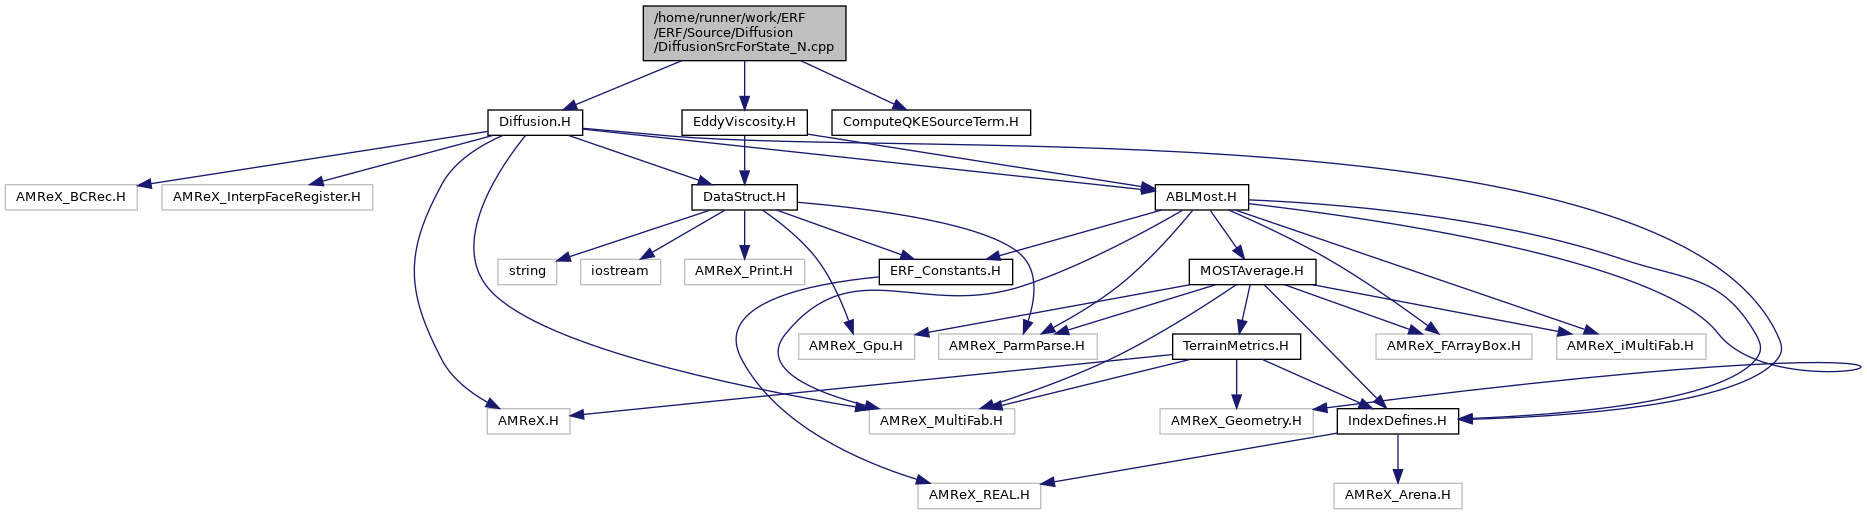 /home/runner/work/ERF
/ERF/Source/Diffusion
/DiffusionSrcForState_N.cpp
Diffusion.H
EddyViscosity.H
ComputeQKESourceTerm.H
AMReX_BCRec.H
AMReX_InterpFaceRegister.H
DataStruct.H
ABLMost.H
string
iostream
AMReX_Print.H
ERF_Constants.H
MOSTAverage.H
AMReX_Gpu.H
AMReX_ParmParse.H
TerrainMetrics.H
AMReX_FArrayBox.H
AMReX_iMultiFab.H
AMReX.H
AMReX_MultiFab.H
AMReX_Geometry.H
IndexDefines.H
AMReX_REAL.H
AMReX_Arena.H